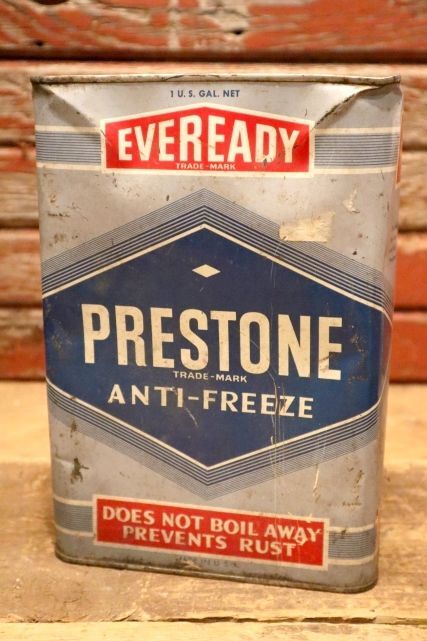 1 U. S. GAL. NET
EVEREADY
TRADE-MARK
PRESTONE
TRADE-MARK
ANTI-FREEZE
DOES NOT BOIL AWAY
PREVENTS RUST